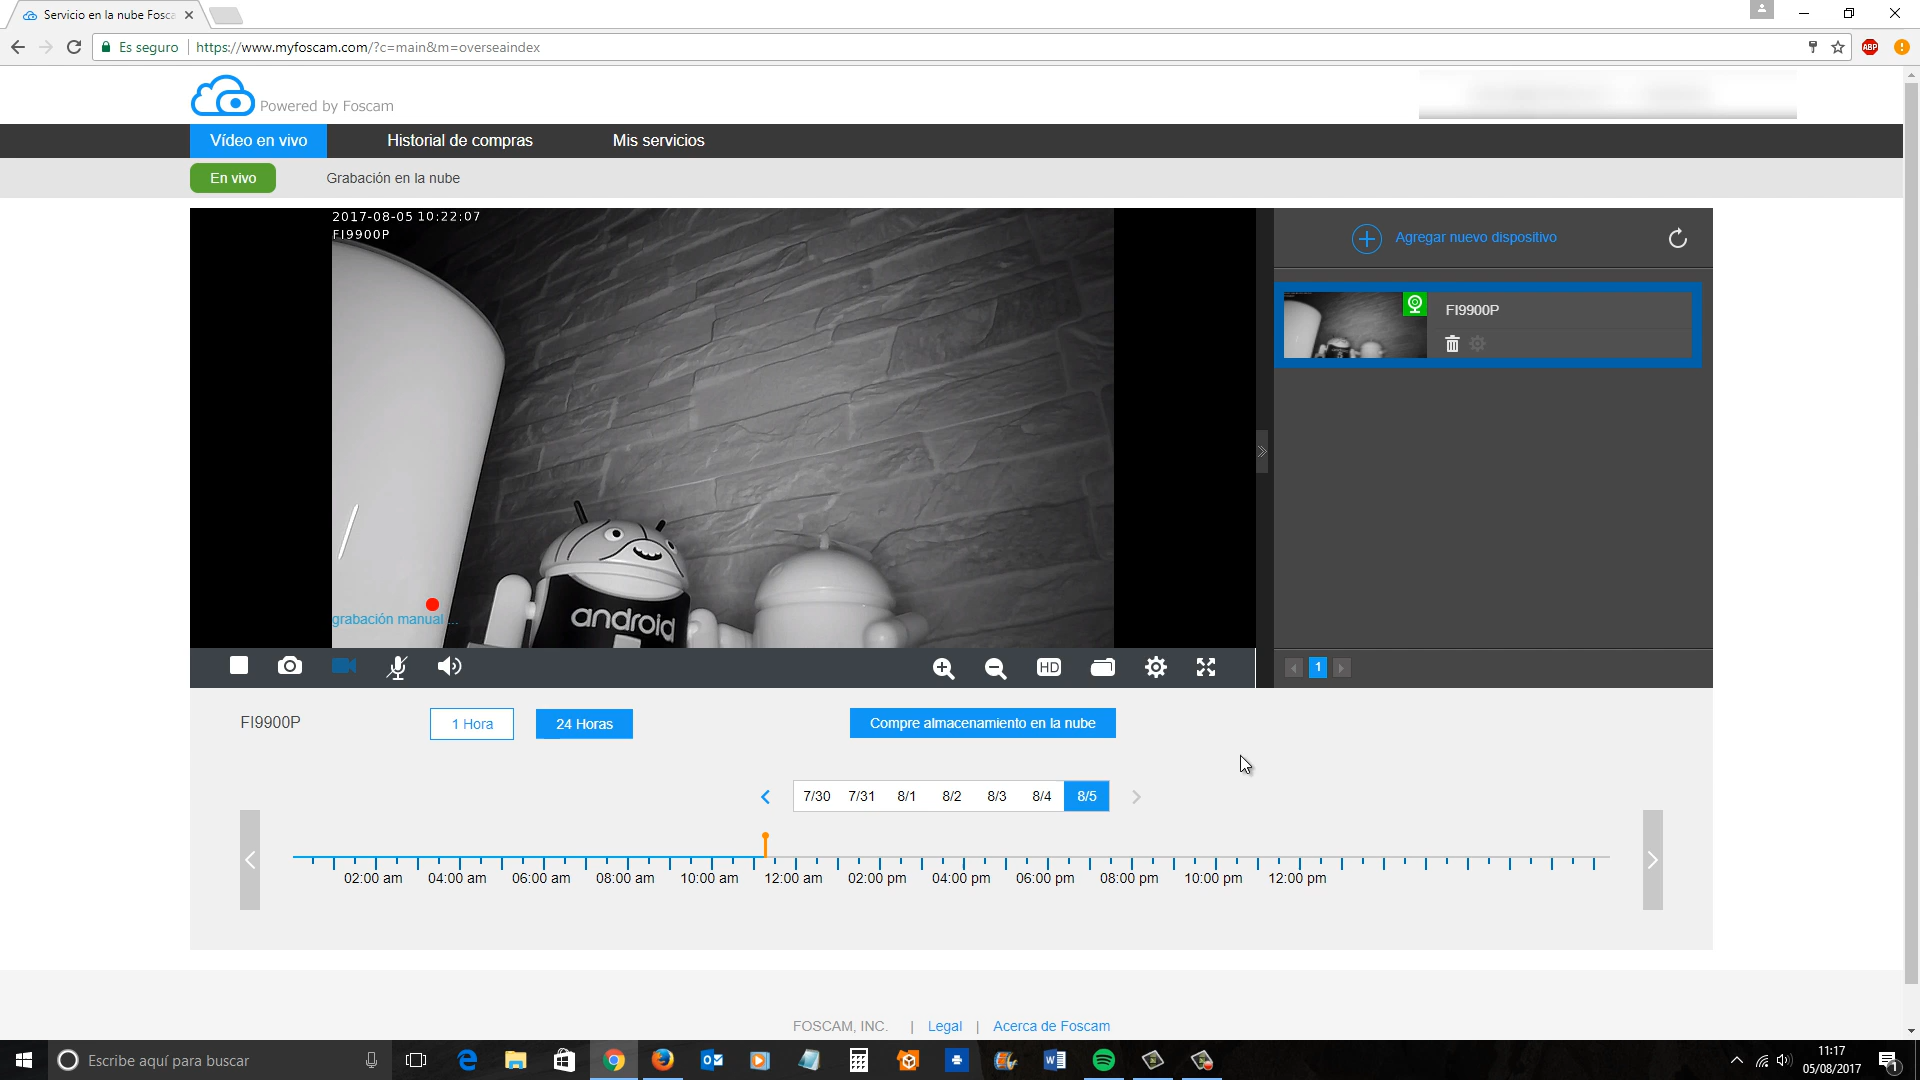 Servicio en la nube Fosca
Es seguro
https://www.myfoscam.com/?c=main&m=overseaindex
ABP
Powered by Foscam
Vídeo en vivo
Historial de compras
Mis servicios
En vivo
Grabación en la nube
2017-08-05 10:22:07
FI9900P
Agregar nuevo dispositivo
FI9900P
android
grabación manual ...
HD
1
FI9900P
1 Hora
24 Horas
Compre almacenamiento en la nube
7/30 7/31 8/1 8/2 8/3 8/4 8/5
02:00 am 04:00 am 06:00 am 08:00 am 10:00 am 12:00 am 02:00 pm 04:00 pm 06:00 pm 08:00 pm 10:00 pm 12:00 pm
FOSCAM, INC. | Legal | Acerca de Foscam
Escribe aquí para buscar
11:17
05/08/2017
1